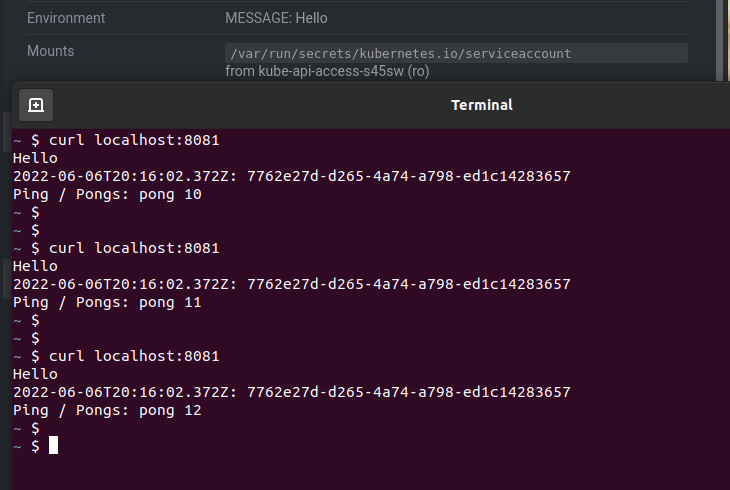 Environment MESSAGE: Hello
Mounts /var/run/secrets/kubernetes.io/serviceaccount
from kube-api-access-s45sw (ro)
Terminal
~ $ curl localhost:8081
Hello
2022-06-06T20:16:02.372Z: 7762e27d-d265-4a74-a798-ed1c14283657
Ping / Pongs: pong 10
~ $
~ $
~ $ curl localhost:8081
Hello
2022-06-06T20:16:02.372Z: 7762e27d-d265-4a74-a798-ed1c14283657
Ping / Pongs: pong 11
~ $
~ $
~ $ curl localhost:8081
Hello
2022-06-06T20:16:02.372Z: 7762e27d-d265-4a74-a798-ed1c14283657
Ping / Pongs: pong 12
~ $
~ $